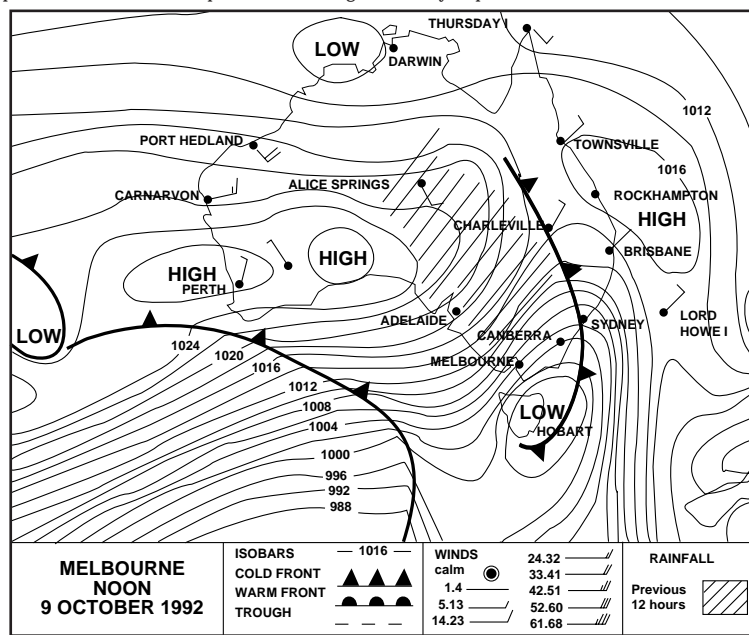 THURSDAY I
LOW
DARWIN
1012
PORT HEDLAND
TOWNSVILLE
1016
ALICE SPRINGS
CARNARVON
ROCKHAMPTON
HIGH
CHARLEVILLE
BRISBANE
HIGH
HIGH
PERTH
LOW
ADELAIDE
SYDNEY
LORD
HOWE I
CANBERRA
MELBOURNE
1024
1020
1016
1012
1008
1004
1000
996
992
988
LOW
HOBART
MELBOURNE
NOON
9 OCTOBER 1992
ISOBARS 1016
COLD FRONT
WARM FRONT
TROUGH
WINDS
calm
1.4
5.13
14.23
24.32
33.41
42.51
52.60
61.68
RAINFALL
Previous
12 hours